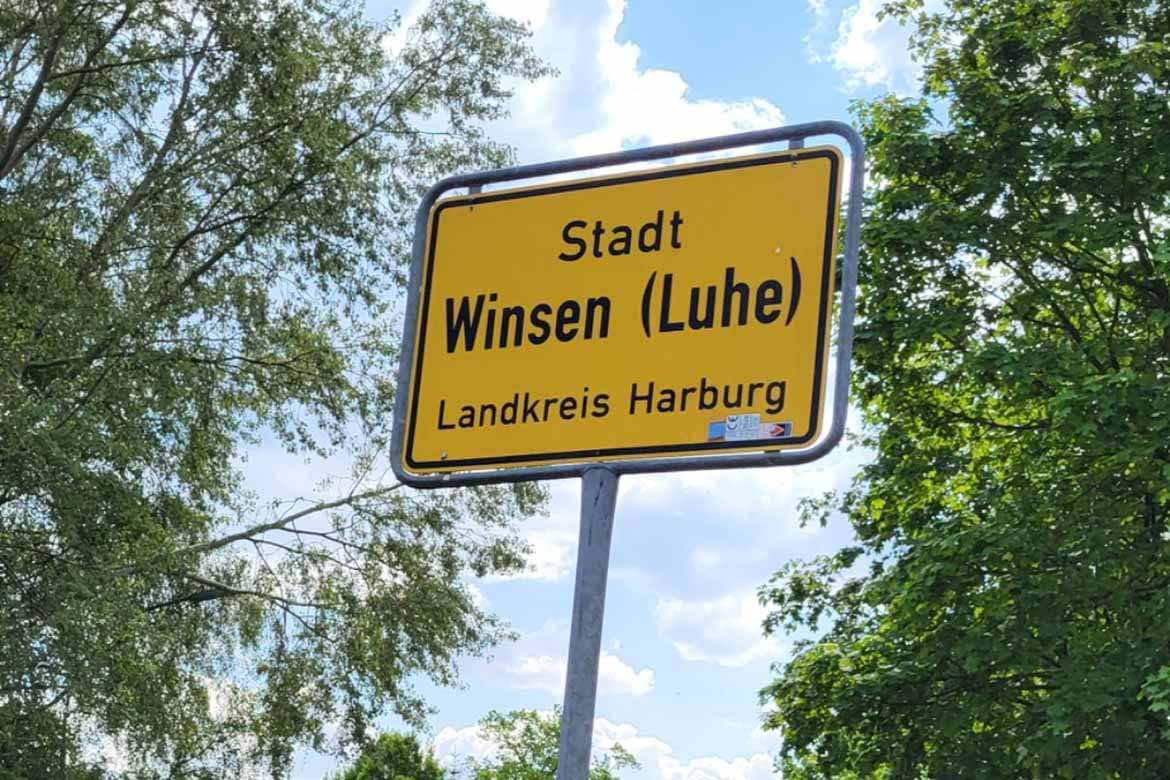 Stadt
Winsen (Luhe)
Landkreis Harburg